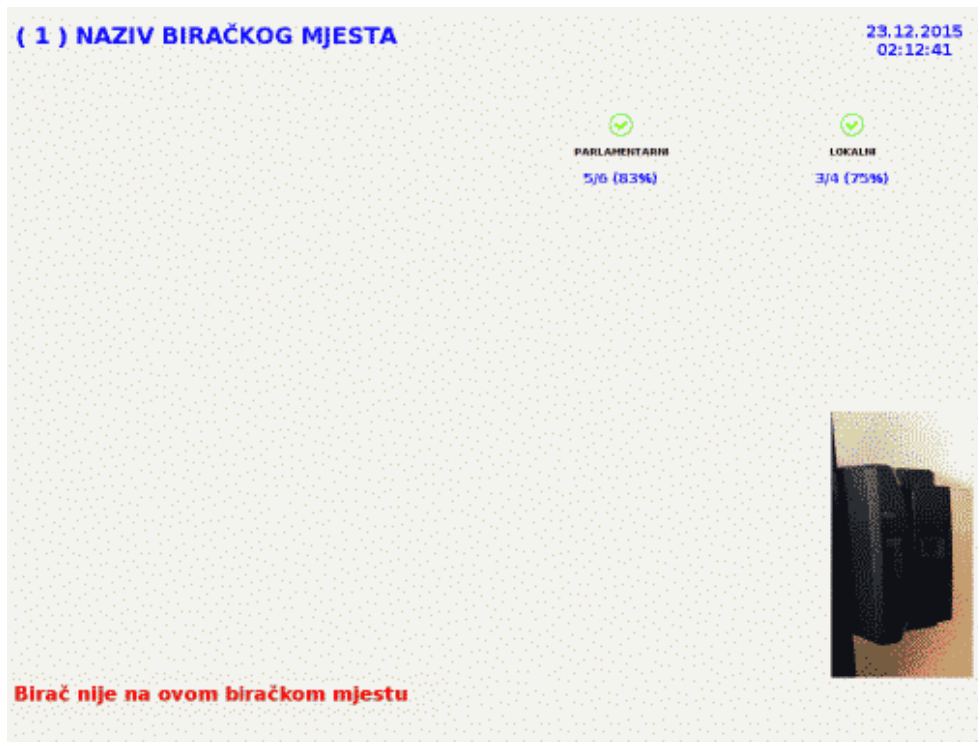 ( 1 ) NAZIV BIRAČKOG MJESTA
23.12.2015
02:12:41
PARLAMENTARNI
LOKALNI
5/6 (83%)
3/4 (75%)
Birač nije na ovom biračkom mjestu